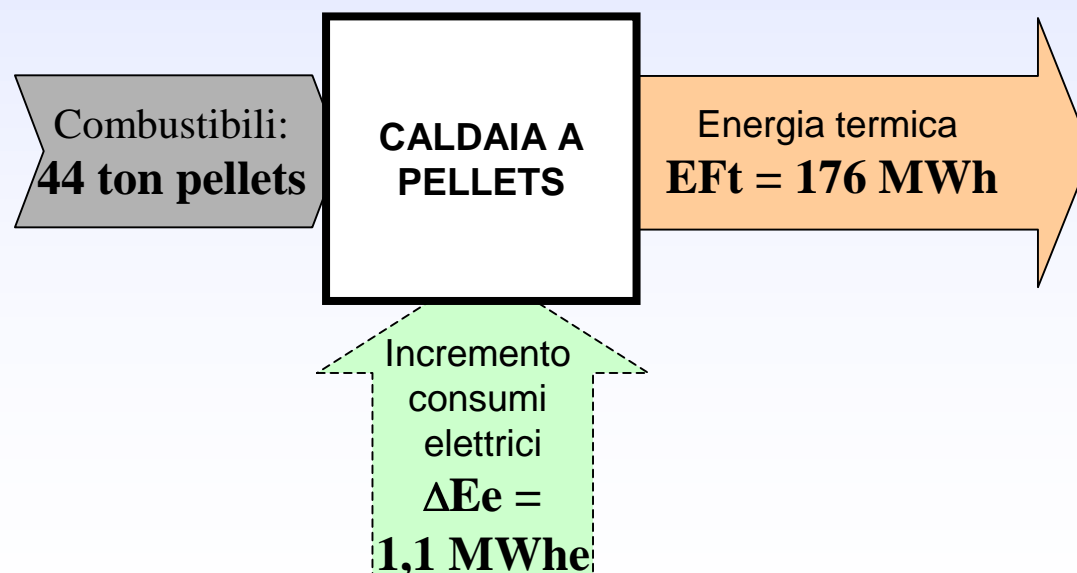 Combustibili:
44 ton pellets
CALDAIA A
PELLETS
Energia termica
EFt = 176 MWh
Incremento
consumi
elettrici
ΔEe =
1,1 MWhe